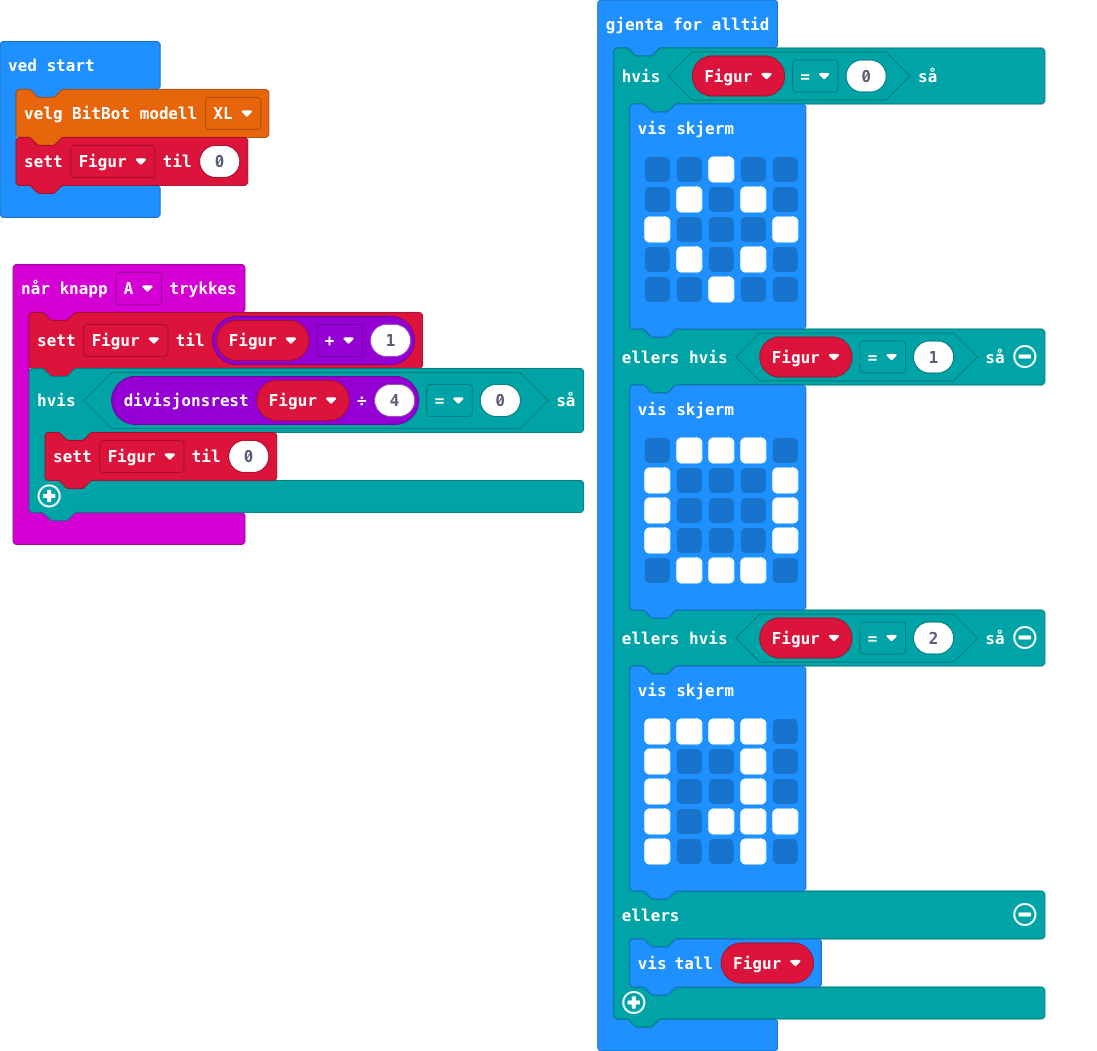 ved start
velg BitBot modell XL
sett Figur til 0
når knapp A trykkes
sett Figur til Figur + 1
hvis divisjonsrest Figur ÷ 4 = 0 så
sett Figur til 0
gjenta for alltid
hvis Figur = 0 så
vis skjerm
ellers hvis Figur = 1 så
vis skjerm
ellers hvis Figur = 2 så
vis skjerm
ellers
vis tall Figur